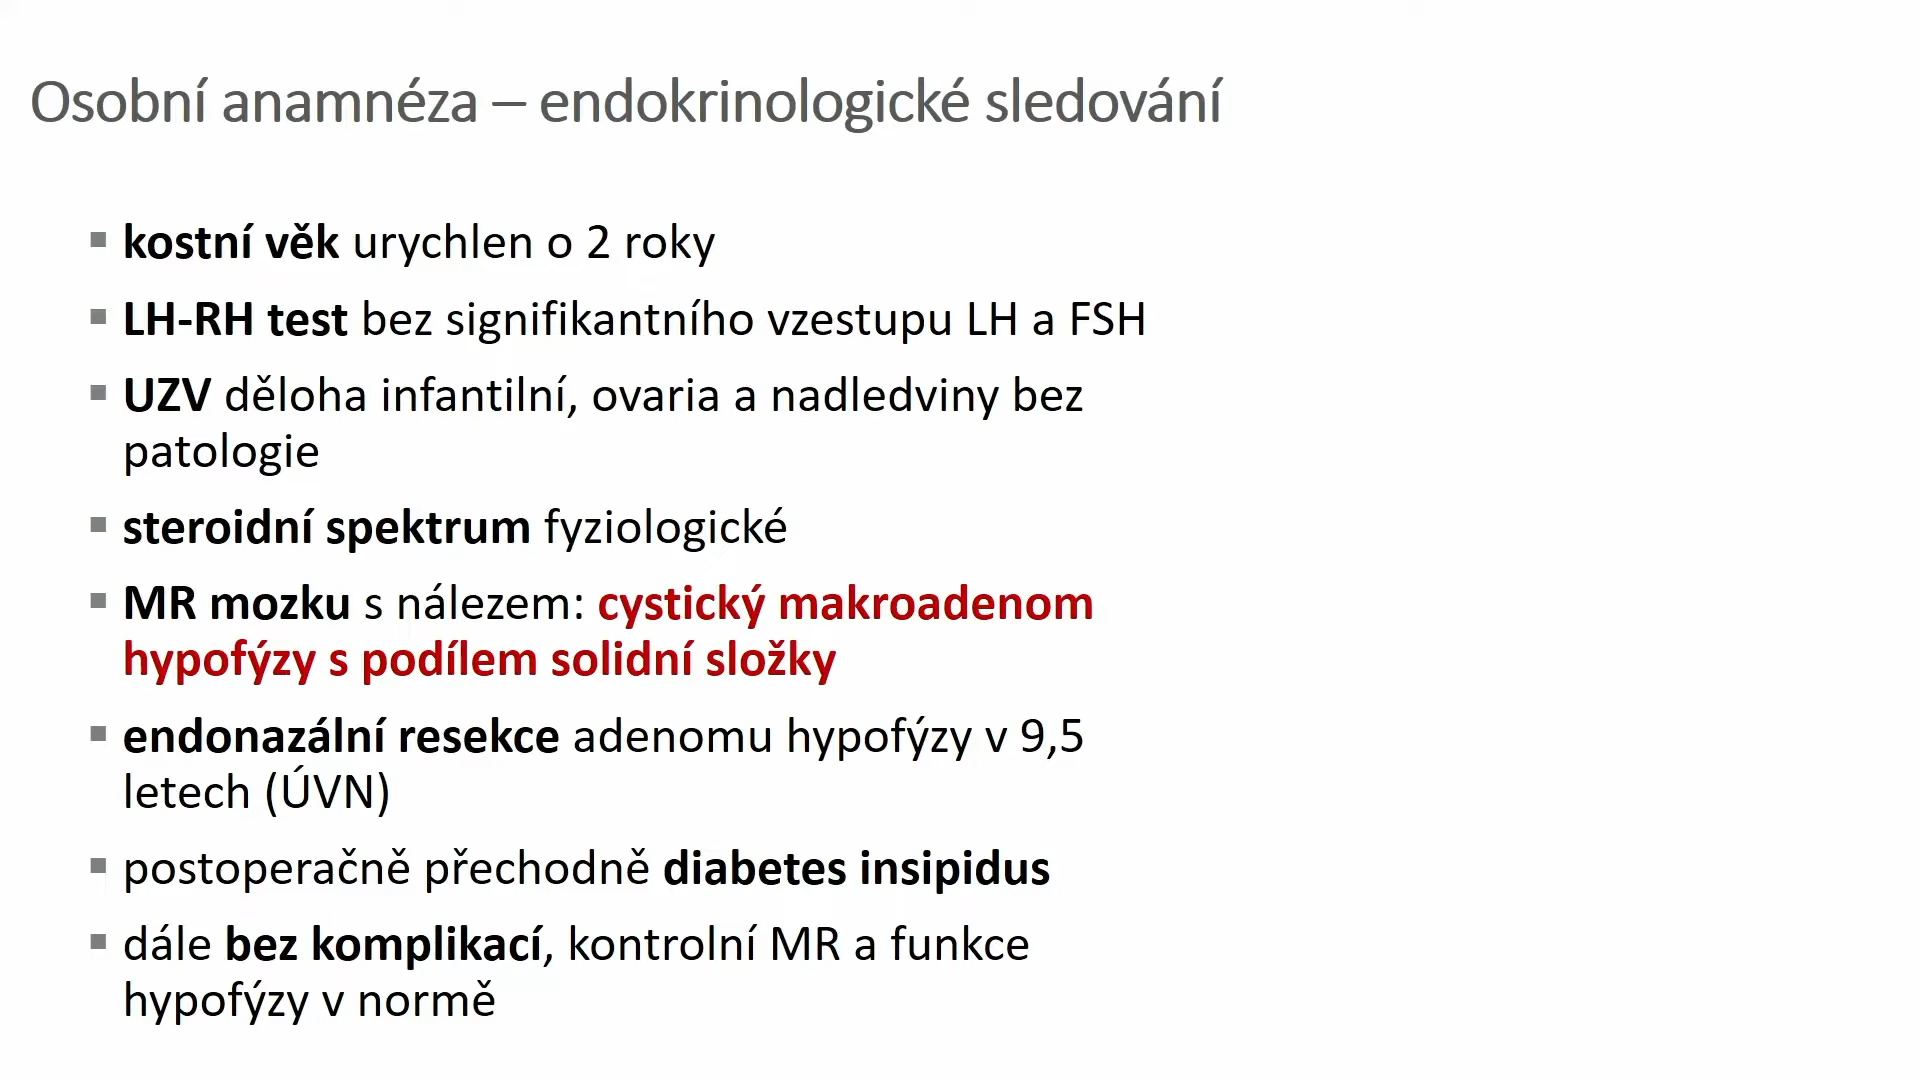 Osobní anamnéza – endokrinologické sledování
▪ kostní věk urychlen o 2 roky
▪ LH-RH test bez signifikantního vzestupu LH a FSH
▪ UZV děloha infantilní, ovaria a nadledviny bez
patologie
▪ steroidní spektrum fyziologické
▪ MR mozku s nálezem: cystický makroadenom
hypofýzy s podílem solidní složky
▪ endonazální resekce adenomu hypofýzy v 9,5
letech (ÚVN)
▪ postoperačně přechodně diabetes insipidus
▪ dále bez komplikací, kontrolní MR a funkce
hypofýzy v normě